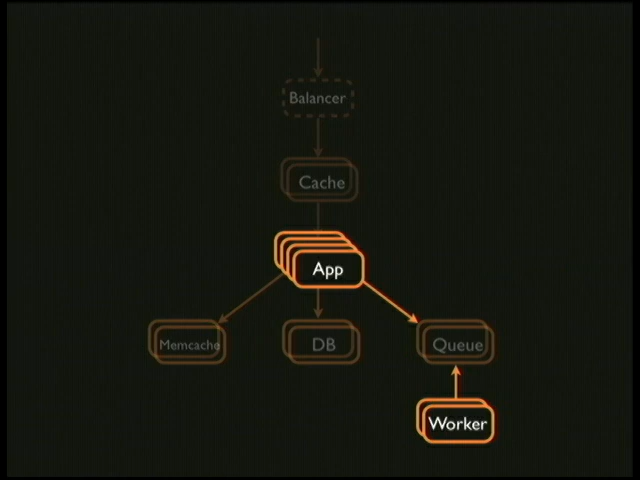 Balancer
Cache
App
Memcache
DB
Queue
Worker